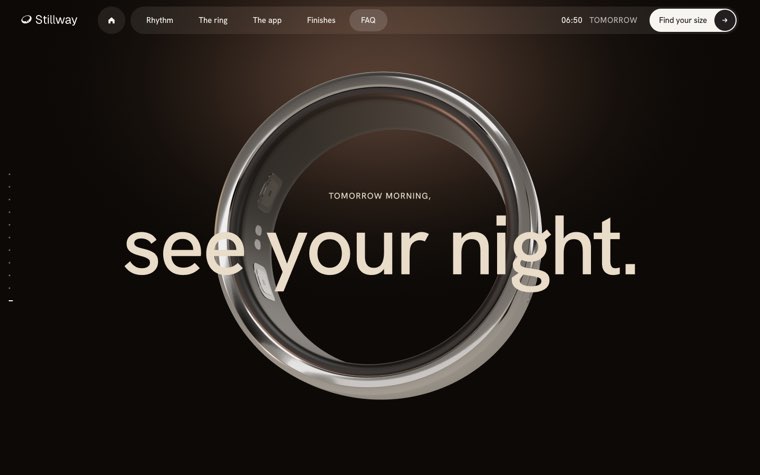 Stillway
Rhythm
The ring
The app
Finishes
FAQ
06:50 TOMORROW
Find your size
TOMORROW MORNING,
see your night.